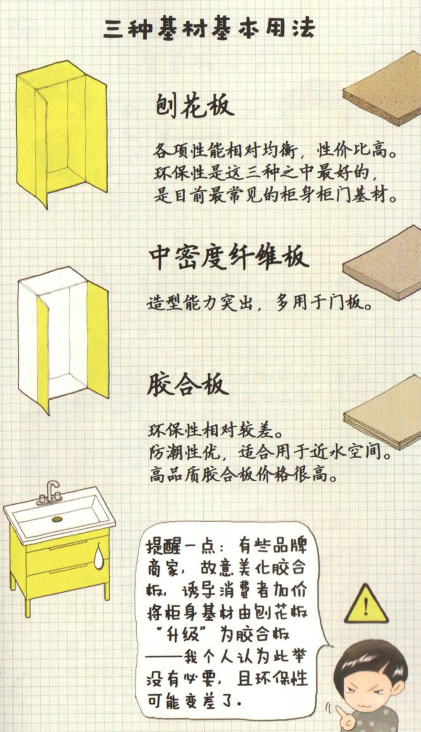 三种基材基本用法
刨花板
各项性能相对均衡，性价比高。
环保性是这三种之中最好的，
是目前最常见的柜身柜门基材。
中密度纤维板
造型能力突出，多用于门板。
胶合板
环保性相对较差。
防潮性优，适合用于近水空间。
高品质胶合板价格很高。
提醒一点：有些品牌
商家，故意美化胶合
板，诱导消费者加价
将柜身基材由刨花板
“升级”为胶合板
——我个人认为此举
没有必要，且环保性
可能变差了.